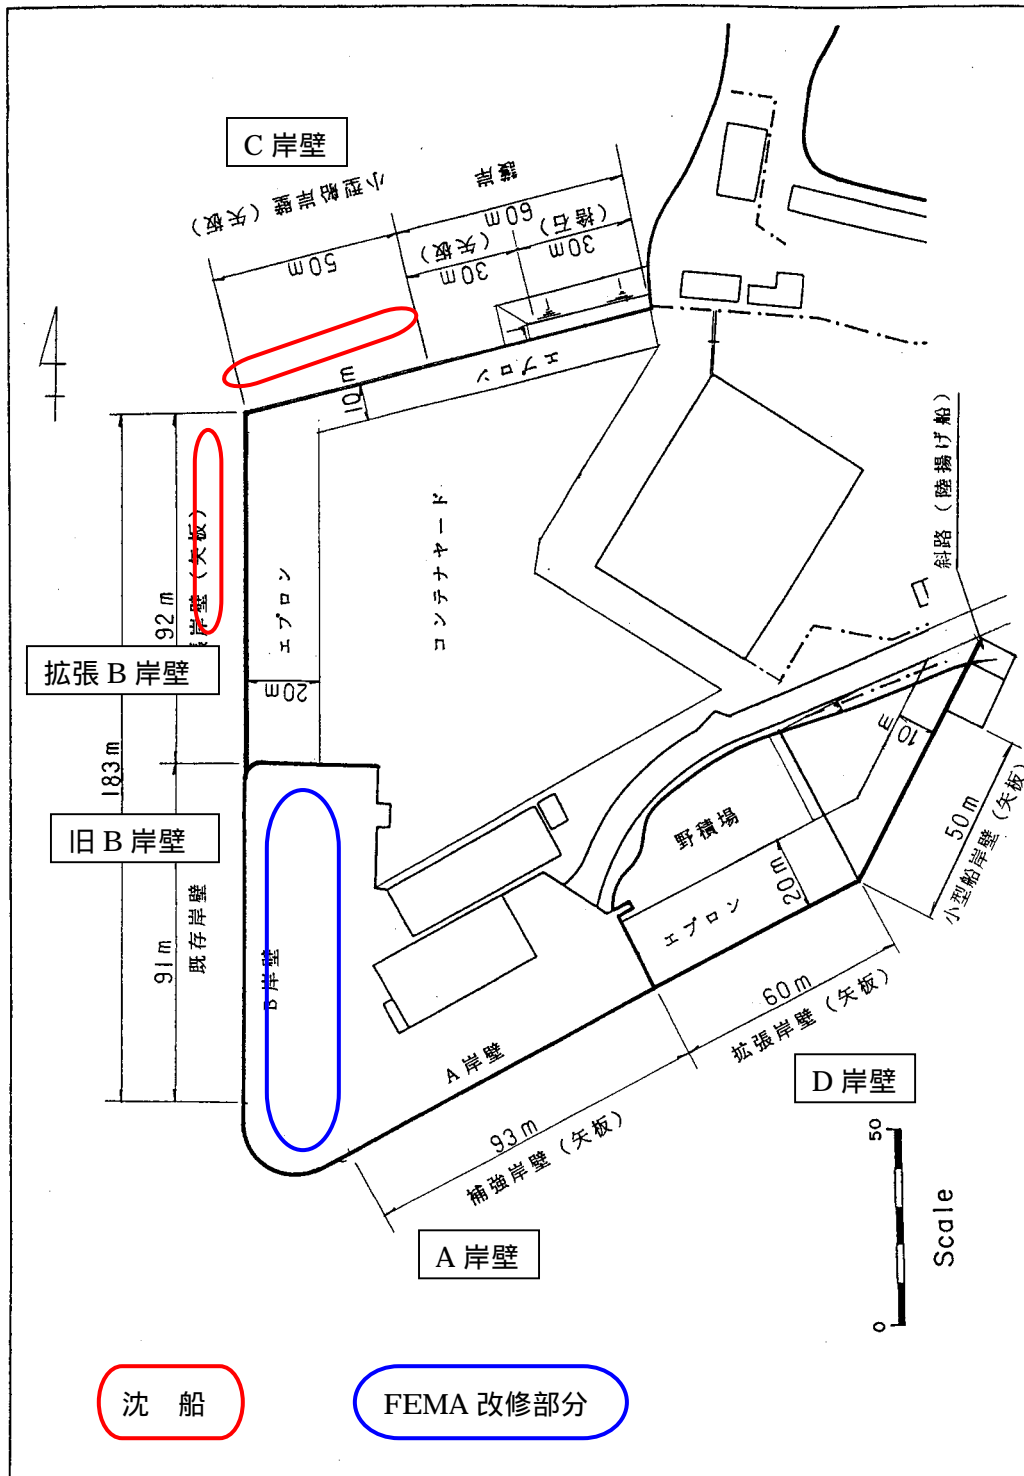 C 岸壁
小型船岸壁（矢板）
50m
護岸
60m
（矢板）
30m
（捨石）
30m
エプロン
10m
183m
92m
岸壁（矢板）
エプロン
20m
コンテナヤード
斜路（陸揚げ船）
拡張 B 岸壁
旧 B 岸壁
91m
既存岸壁
B岸壁
野積場
20m
エプロン
10m
50m
小型船岸壁（矢板）
A岸壁
60m
拡張岸壁（矢板）
D 岸壁
93m
補強岸壁（矢板）
A 岸壁
50
0
Scale
沈　船
FEMA 改修部分